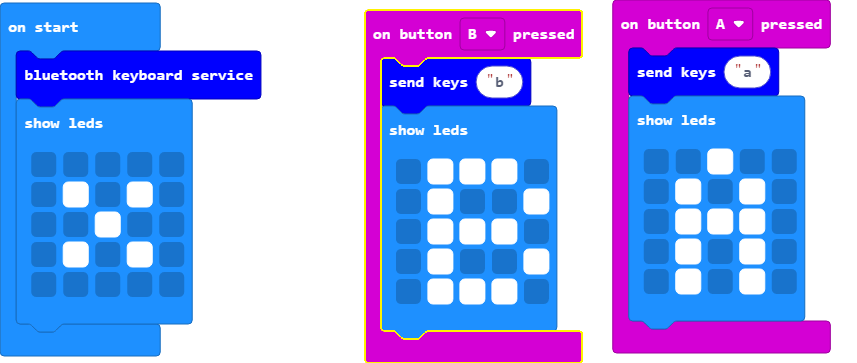 on start
bluetooth keyboard service
show leds
on button B pressed
send keys "b"
show leds
on button A pressed
send keys "a"
show leds